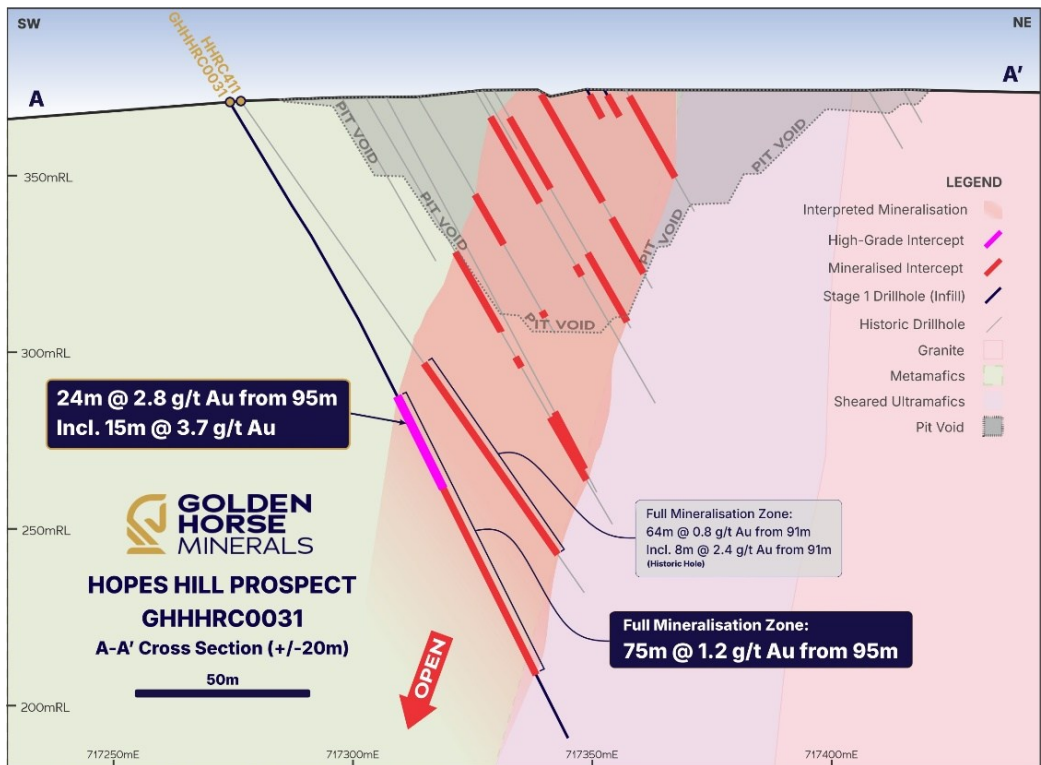 SW
NE
GHHHRC0031
HHRC411
A
A'
PIT VOID
PIT VOID
PIT VOID
PIT VOID
PIT VOID
350mRL
300mRL
250mRL
200mRL
LEGEND
Interpreted Mineralisation
High-Grade Intercept
Mineralised Intercept
Stage 1 Drillhole (Infill)
Historic Drillhole
Granite
Metamafics
Sheared Ultramafics
Pit Void
24m @ 2.8 g/t Au from 95m
Incl. 15m @ 3.7 g/t Au
GOLDEN
HORSE
MINERALS
HOPES HILL PROSPECT
GHHHRC0031
A-A' Cross Section (+/-20m)
50m
Full Mineralisation Zone:
64m @ 0.8 g/t Au from 91m
Incl. 8m @ 2.4 g/t Au from 91m
(Historic Hole)
Full Mineralisation Zone:
75m @ 1.2 g/t Au from 95m
OPEN
717250mE
717300mE
717350mE
717400mE